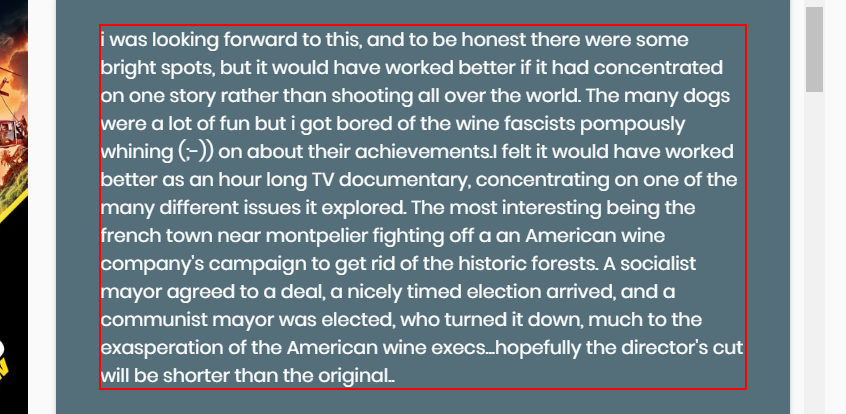 i was looking forward to this, and to be honest there were some
bright spots, but it would have worked better if it had concentrated
on one story rather than shooting all over the world. The many dogs
were a lot of fun but i got bored of the wine fascists pompously
whining (;-)) on about their achievements.I felt it would have worked
better as an hour long TV documentary, concentrating on one of the
many different issues it explored. The most interesting being the
french town near montpelier fighting off a an American wine
company's campaign to get rid of the historic forests. A socialist
mayor agreed to a deal, a nicely timed election arrived, and a
communist mayor was elected, who turned it down, much to the
exasperation of the American wine execs...hopefully the director's cut
will be shorter than the original..